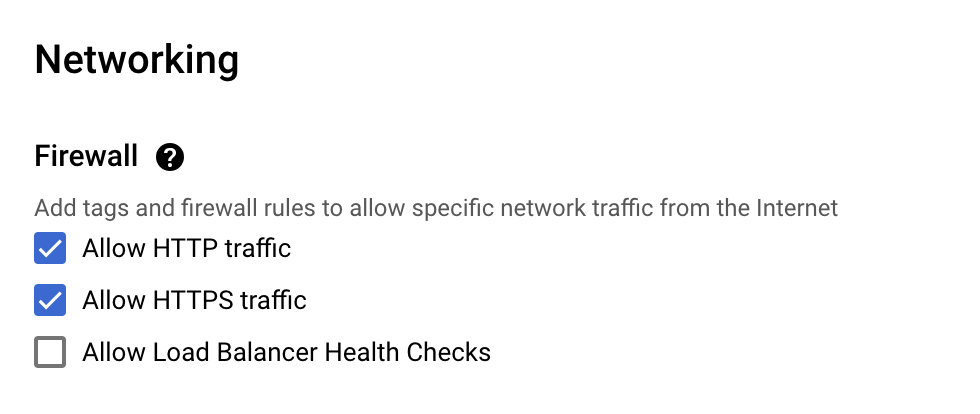 Networking
Firewall ?
Add tags and firewall rules to allow specific network traffic from the Internet
Allow HTTP traffic
Allow HTTPS traffic
Allow Load Balancer Health Checks